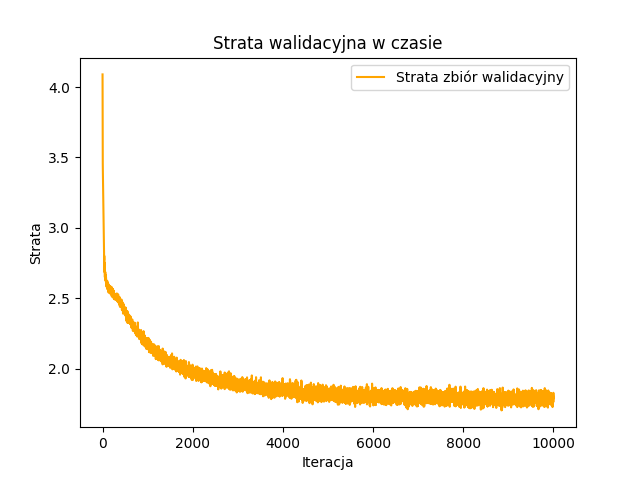 Strata walidacyjna w czasie
Strata zbiór walidacyjny
4.0
3.5
3.0
2.5
2.0
Strata
0 2000 4000 6000 8000 10000
Iteracja